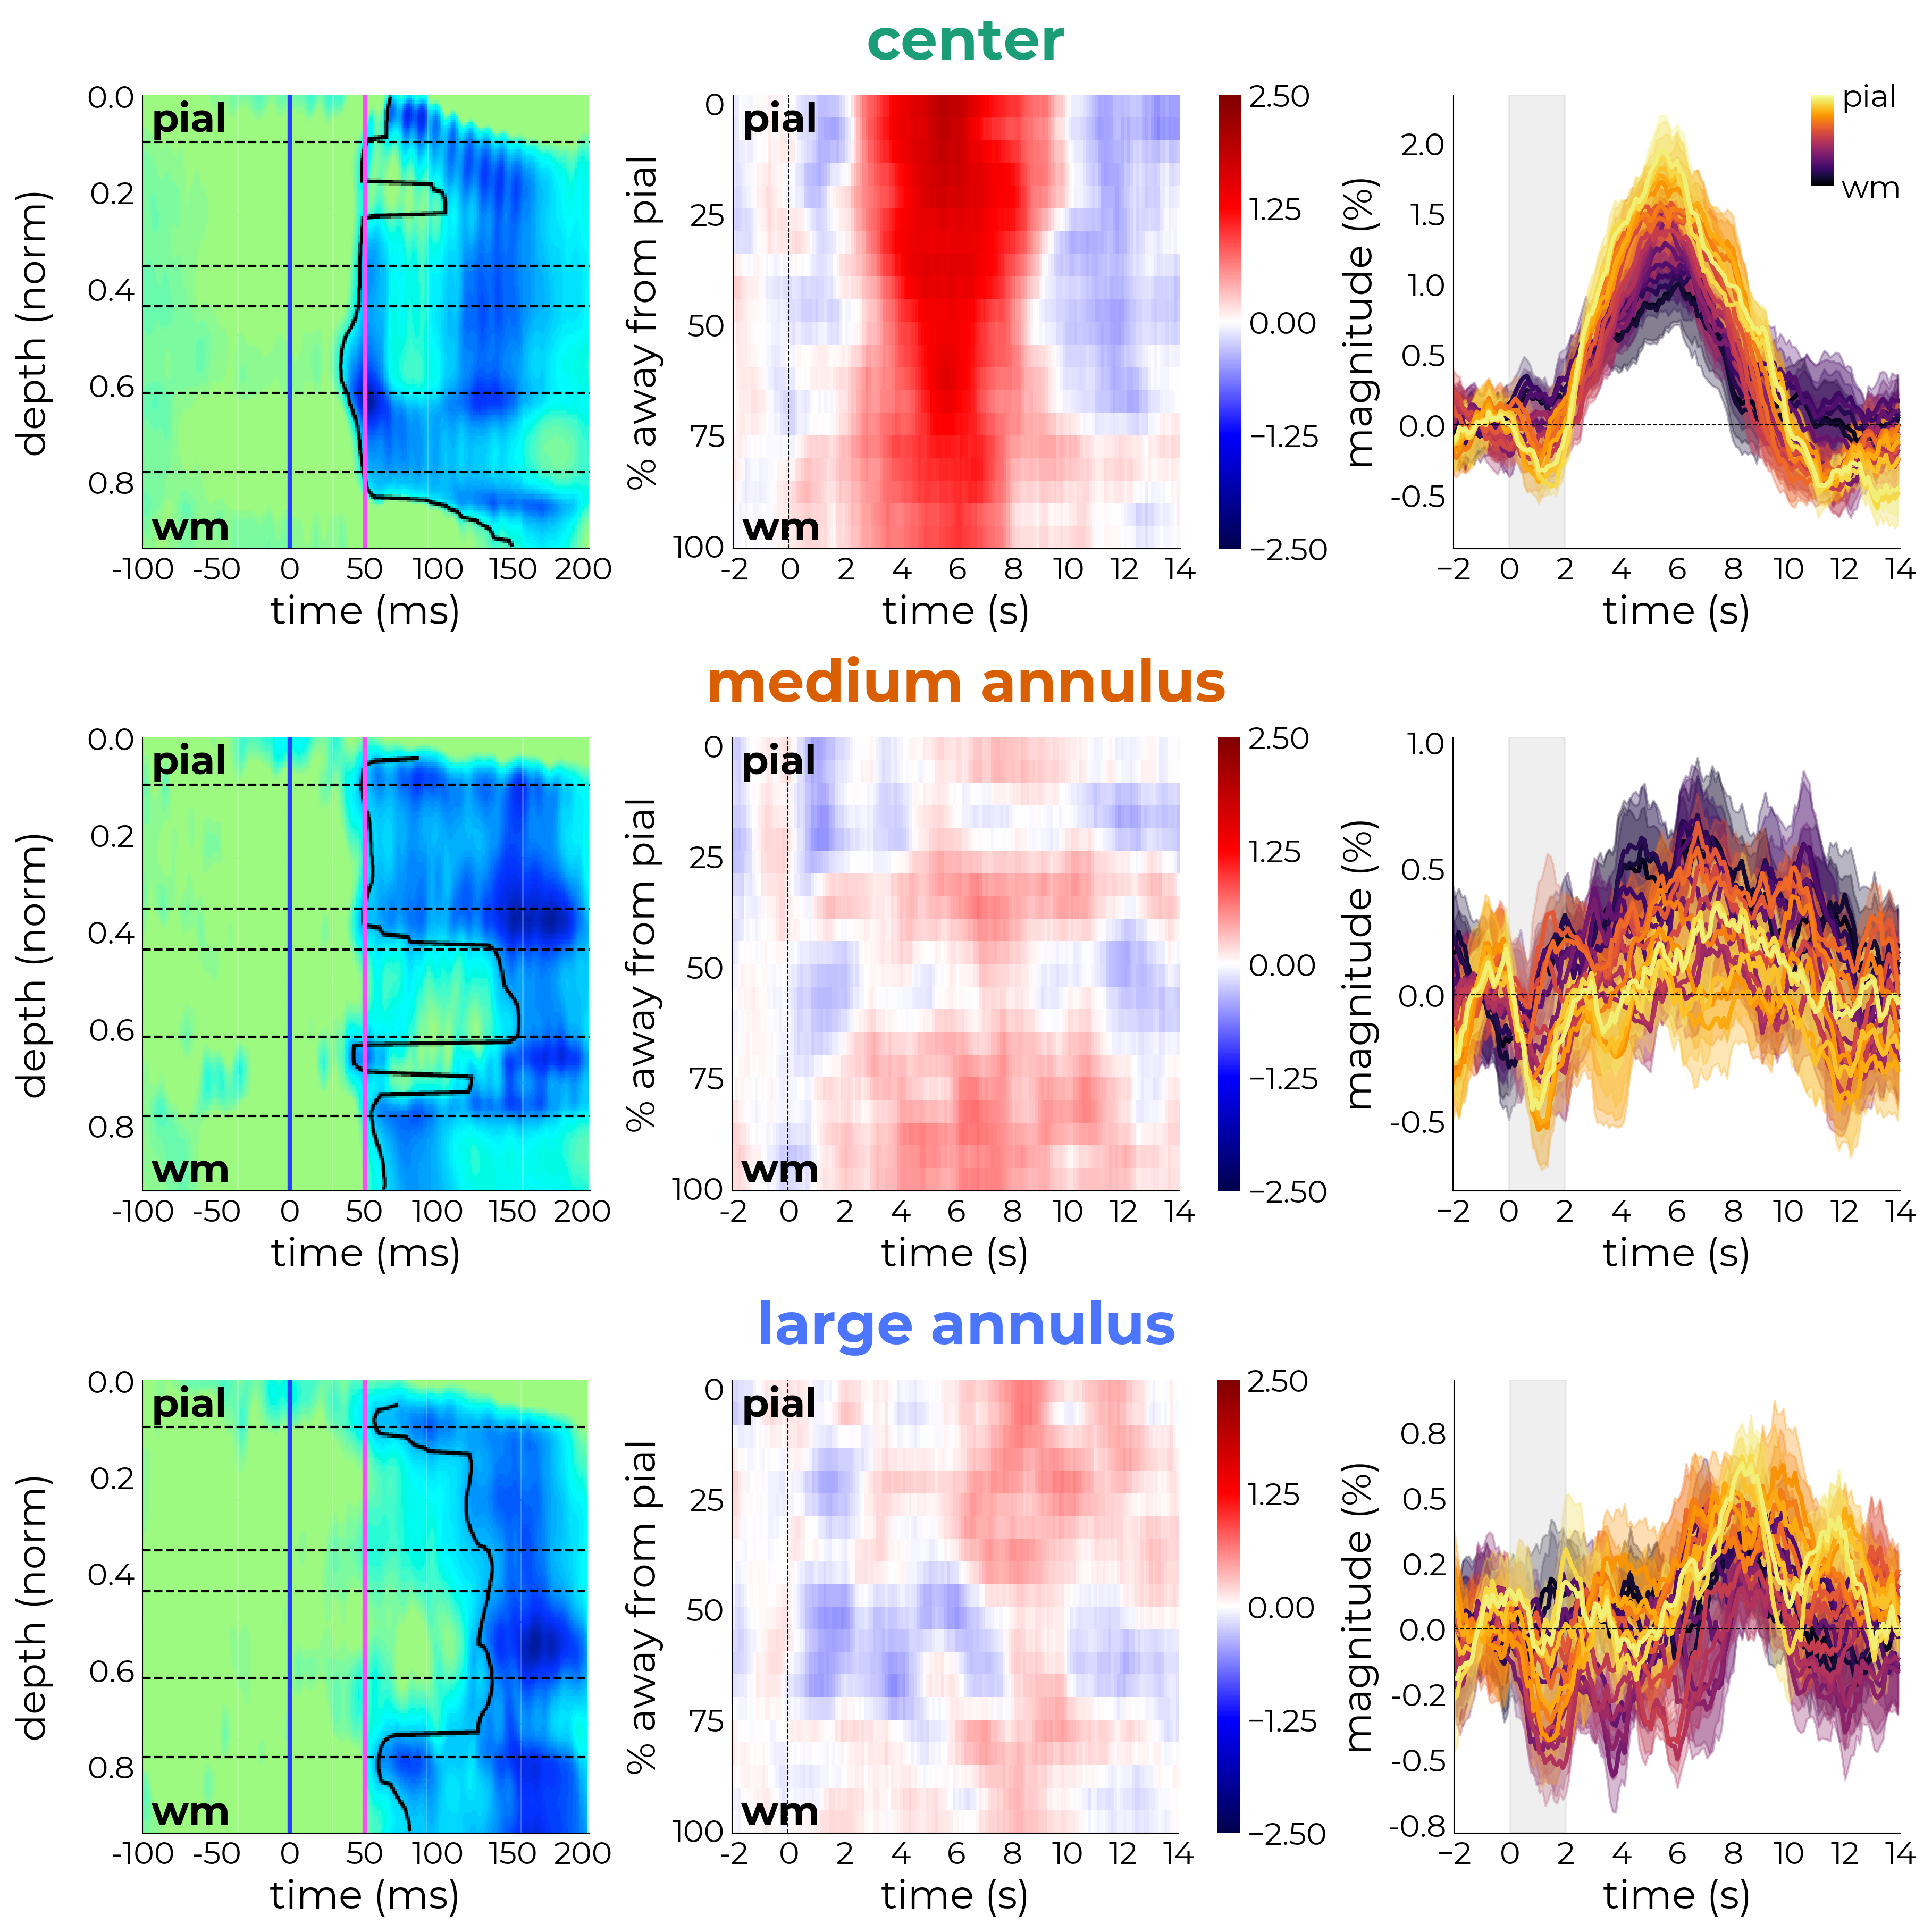 center
0.0
0.2
0.4
0.6
0.8
depth (norm)
pial
wm
-100 -50 0 50 100 150 200
time (ms)
0
25
50
75
100
% away from pial
pial
wm
-2 0 2 4 6 8 10 12 14
time (s)
2.50
1.25
0.00
−1.25
−2.50
2.0
1.5
1.0
0.5
0.0
-0.5
magnitude (%)
pial
wm
−2 0 2 4 6 8 10 12 14
time (s)
medium annulus
0.0
0.2
0.4
0.6
0.8
depth (norm)
pial
wm
-100 -50 0 50 100 150 200
time (ms)
0
25
50
75
100
% away from pial
pial
wm
-2 0 2 4 6 8 10 12 14
time (s)
2.50
1.25
0.00
−1.25
−2.50
1.0
0.5
0.0
-0.5
magnitude (%)
−2 0 2 4 6 8 10 12 14
time (s)
large annulus
0.0
0.2
0.4
0.6
0.8
depth (norm)
pial
wm
-100 -50 0 50 100 150 200
time (ms)
0
25
50
75
100
% away from pial
pial
wm
-2 0 2 4 6 8 10 12 14
time (s)
2.50
1.25
0.00
−1.25
−2.50
0.8
0.5
0.2
0.0
-0.2
-0.5
-0.8
magnitude (%)
−2 0 2 4 6 8 10 12 14
time (s)